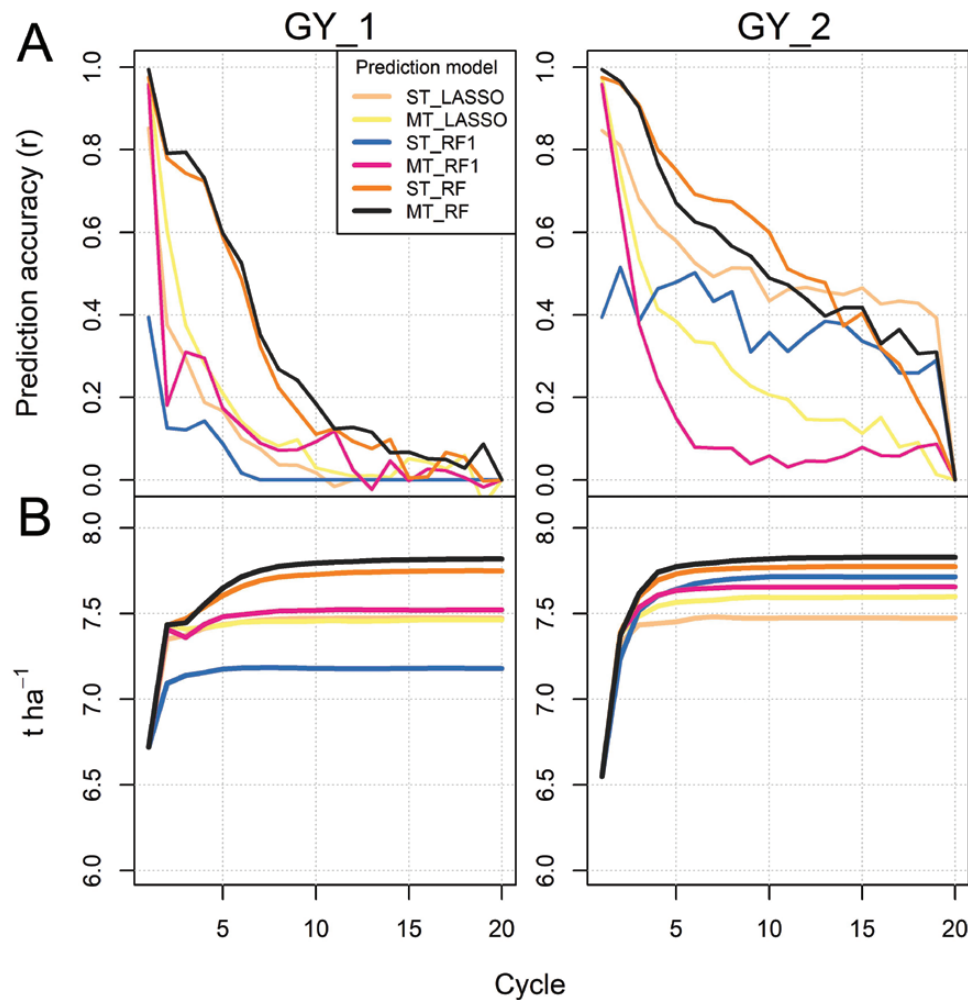 A
GY_1
GY_2
Prediction accuracy (r)
1.0
0.8
0.6
0.4
0.2
0.0
Prediction model
ST_LASSO
MT_LASSO
ST_RF1
MT_RF1
ST_RF
MT_RF
1.0
0.8
0.6
0.4
0.2
0.0
B
t ha⁻¹
8.0
7.5
7.0
6.5
6.0
8.0
7.5
7.0
6.5
6.0
5 10 15 20
5 10 15 20
Cycle